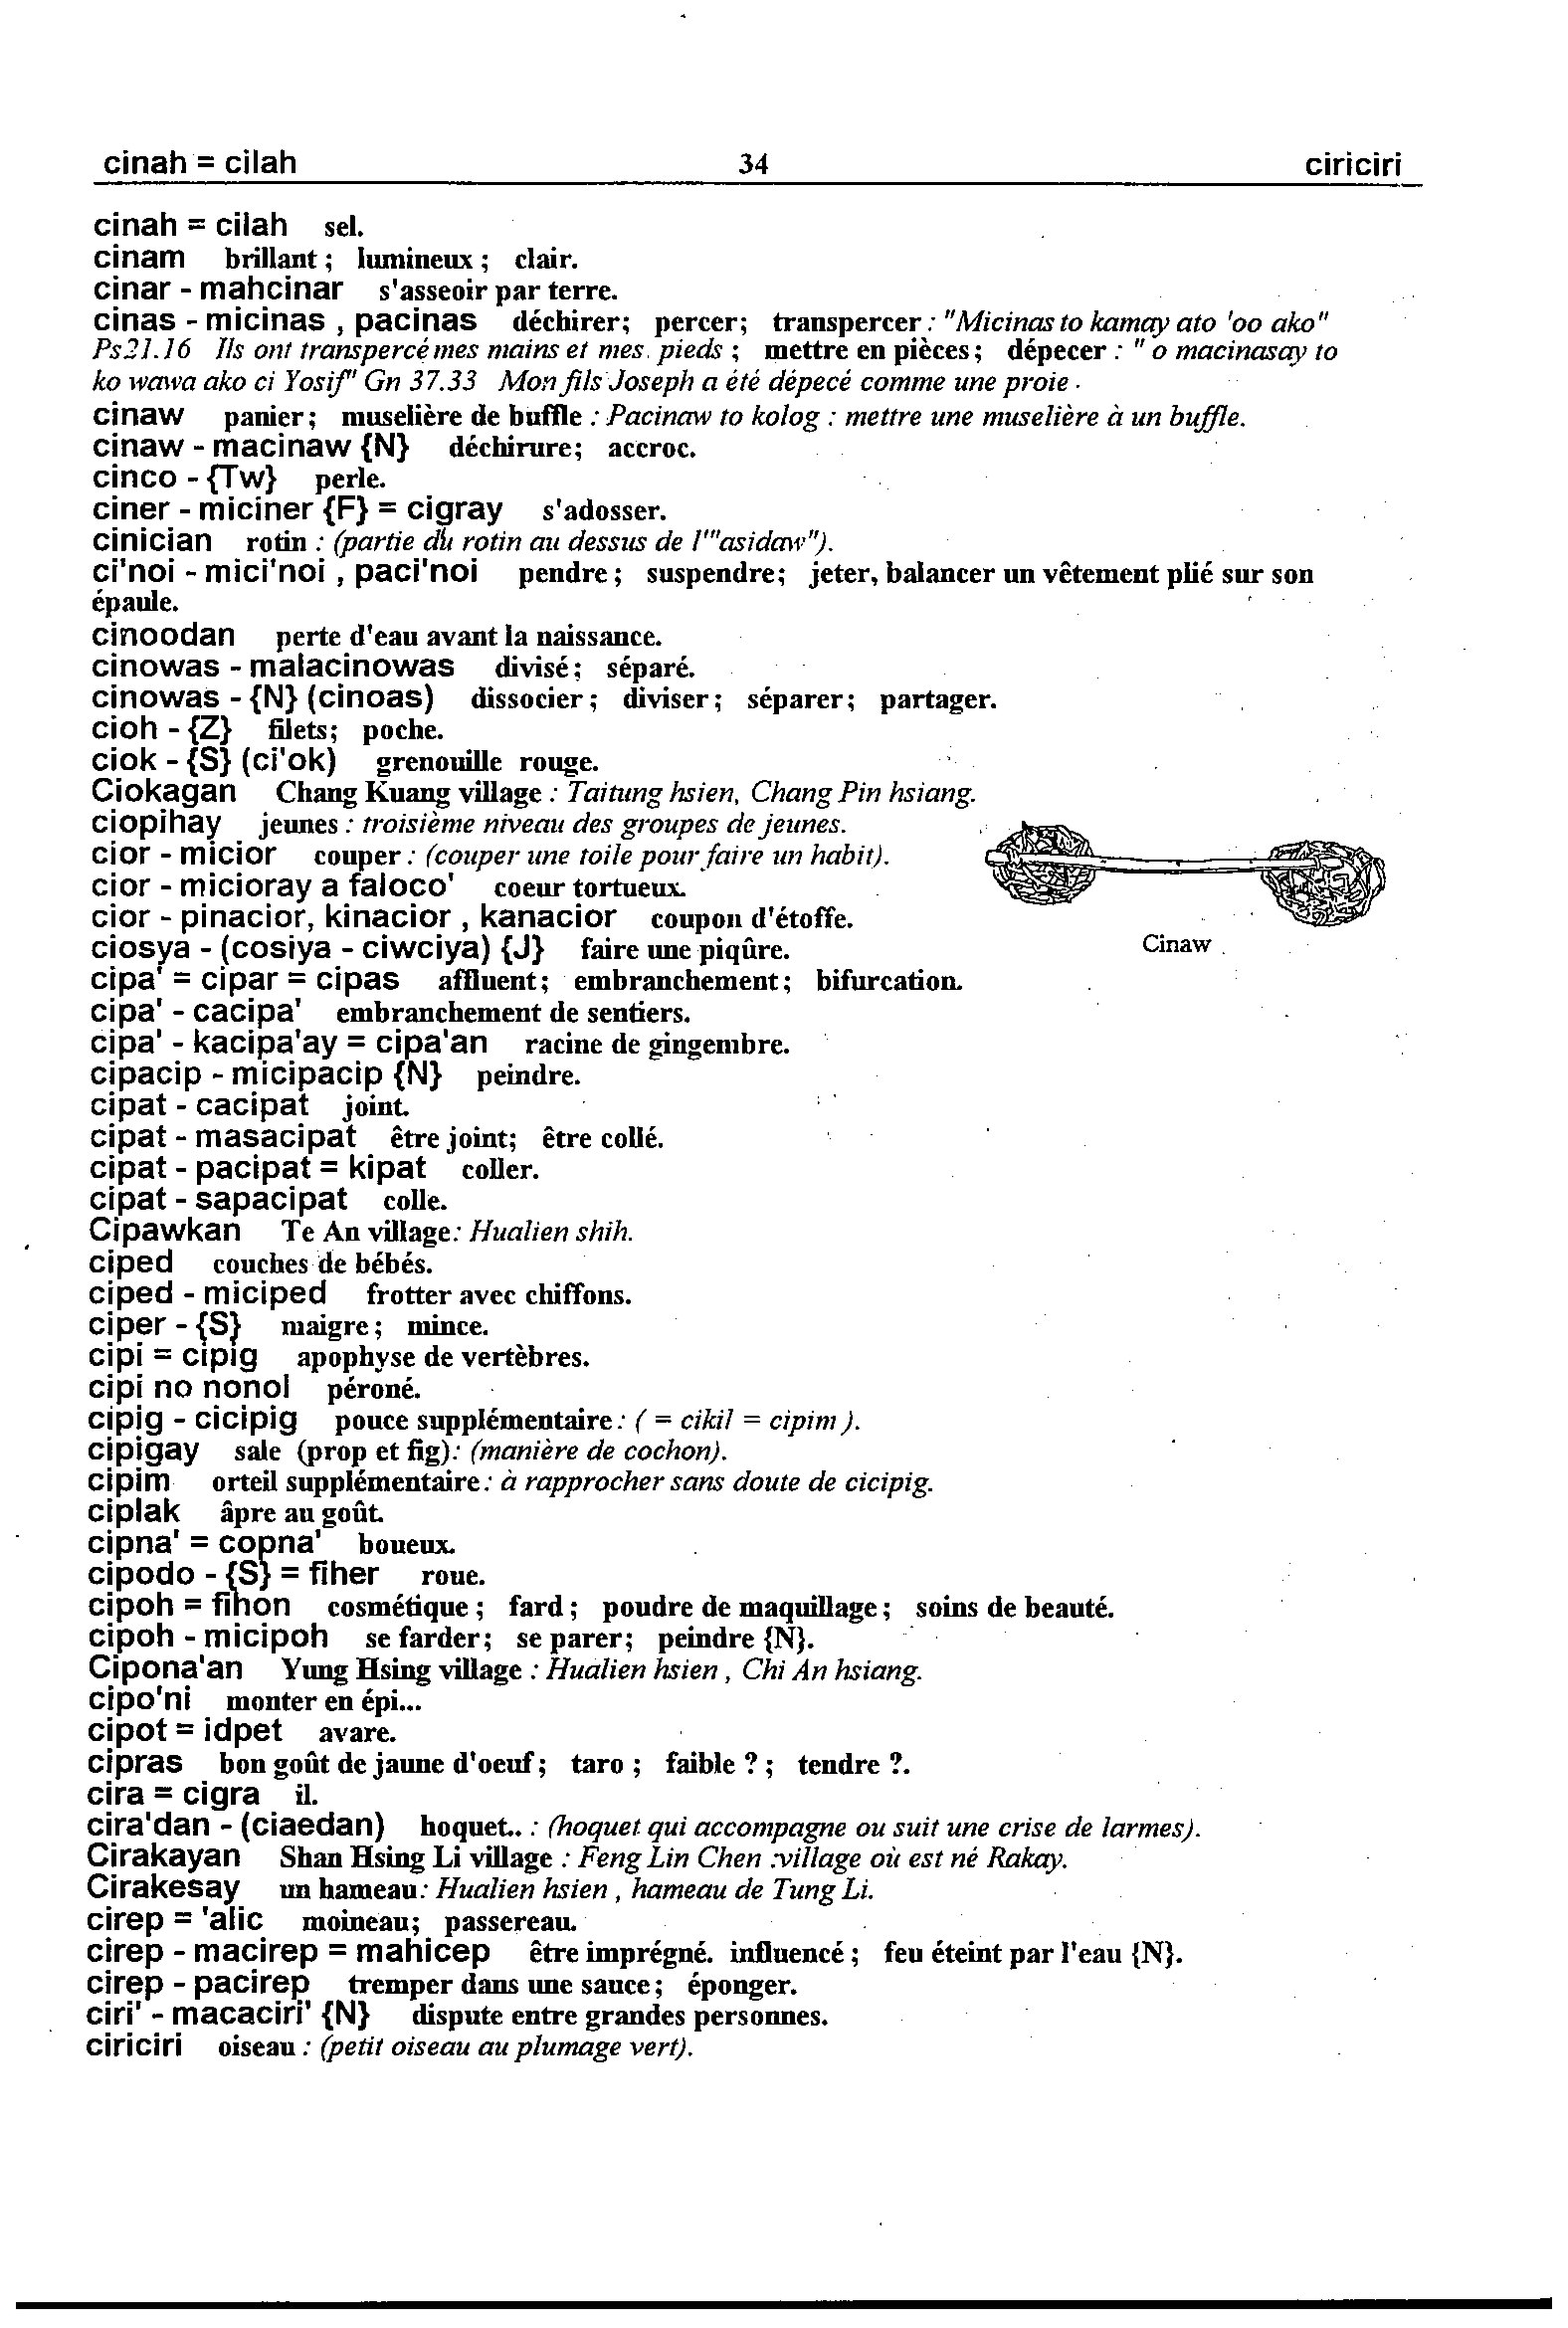 cinah = cilah 34 ciriciri
cinah = cilah sel.
cinam brillant ; lumineux ; clair.
cinar - mahcinar s'asseoir par terre.
cinas - micinas , pacinas déchirer; percer; transpercer : "Micinas to kamay ato 'oo ako"
Ps21.16 Ils ont transpercé mes mains et mes pieds ; mettre en pièces ; dépecer : " o macinasay to
ko wawa ako ci Yosif" Gn 37.33 Mon fils Joseph a été dépecé comme une proie .
cinaw panier ; muselière de buffle : Pacinaw to kolog : mettre une muselière à un buffle.
cinaw - macinaw {N} déchirure; accroc.
cinco - {Tw} perle.
ciner - miciner {F} = cigray s'adosser.
cinician rotin : (partie du rotin au dessus de l'"asidaw").
ci'noi - mici'noi , paci'noi pendre ; suspendre; jeter, balancer un vêtement plié sur son
épaule.
cinoodan perte d'eau avant la naissance.
cinowas - malacinowas divisé; séparé.
cinowas - {N} (cinoas) dissocier ; diviser ; séparer ; partager.
cioh - {Z} filets; poche.
ciok - {S} (ci'ok) grenouille rouge.
Ciokagan Chang Kuang village : Taitung hsien, Chang Pin hsiang.
ciopihay jeunes : troisième niveau des groupes de jeunes.
cior - micior couper : (couper une toile pour faire un habit).
cior - micioray a faloco' coeur tortueux.
cior - pinacior, kinacior , kanacior coupon d'étoffe.
ciosya - (cosiya - ciwciya) {J} faire une piqûre.
Cinaw
cipa' = cipar = cipas affluent ; embranchement ; bifurcation.
cipa' - cacipa' embranchement de sentiers.
cipa' - kacipa'ay = cipa'an racine de gingembre.
cipacip - micipacip {N} peindre.
cipat - cacipat joint.
cipat - masacipat être joint; être collé.
cipat - pacipat = kipat coller.
cipat - sapacipat colle.
Cipawkan Te An village : Hualien shih.
ciped couches de bébés.
ciped - miciped frotter avec chiffons.
ciper - {S} maigre ; mince.
cipi = cipig apophyse de vertèbres.
cipi no nonol péroné.
cipig - cicipig pouce supplémentaire : ( = cikil = cipim ).
cipigay sale (prop et fig) : (manière de cochon).
cipim orteil supplémentaire : à rapprocher sans doute de cicipig.
ciplak âpre au goût.
cipna' = copna' boueux.
cipodo - {S} = fiher roue.
cipoh = fihon cosmétique ; fard ; poudre de maquillage ; soins de beauté.
cipoh - micipoh se farder ; se parer ; peindre {N}.
Cipona'an Yung Hsing village : Hualien hsien , Chi An hsiang.
cipo'ni monter en épi...
cipot = idpet avare.
cipras bon goût de jaune d'oeuf ; taro ; faible ? ; tendre ?.
cira = cigra il.
cira'dan - (ciaedan) hoquet.. : (hoquet qui accompagne ou suit une crise de larmes).
Cirakayan Shan Hsing Li village : Feng Lin Chen :village où est né Rakay.
Cirakesay un hameau : Hualien hsien , hameau de Tung Li.
cirep = 'alic moineau; passereau.
cirep - macirep = mahicep être imprégné. influencé ; feu éteint par l'eau {N}.
cirep - pacirep tremper dans une sauce ; éponger.
ciri' - macaciri' {N} dispute entre grandes personnes.
ciriciri oiseau : (petit oiseau au plumage vert).